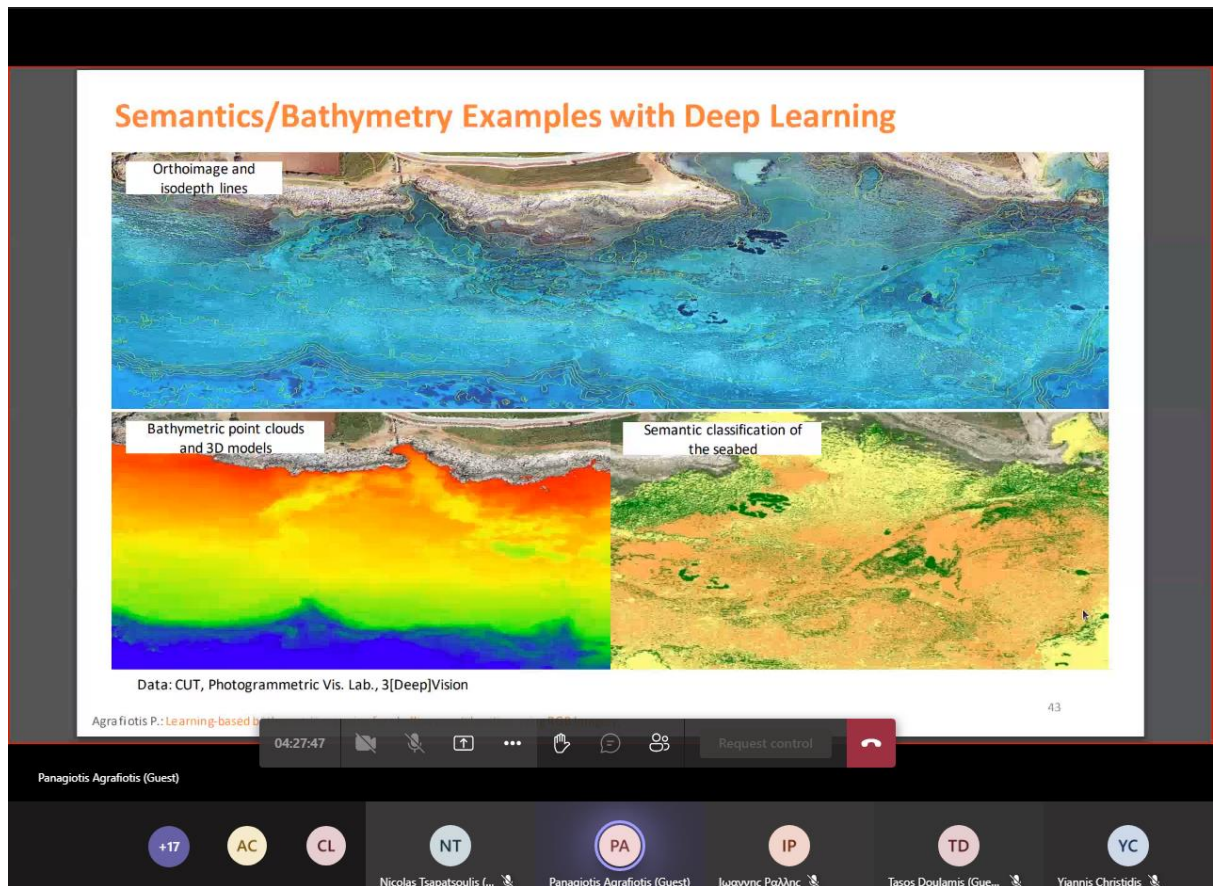 Semantics/Bathymetry Examples with Deep Learning
Orthoimage and
isodepth lines
Bathymetric point clouds
and 3D models
Semantic classification of
the seabed
Data: CUT, Photogrammetric Vis. Lab., 3[Deep]Vision
43
Agrafiotis P.: Learning-based
04:27:47
Request control
Panagiotis Agrafiotis (Guest)
+17
AC
CL
NT
PA
IP
TD
YC
Nicolas Tsapatsoulis (...
Panagiotis Agrafiotis (Guest)
Ιωαννης Ραλλης
Tasos Doulamis (Gue...
Yiannis Christidis